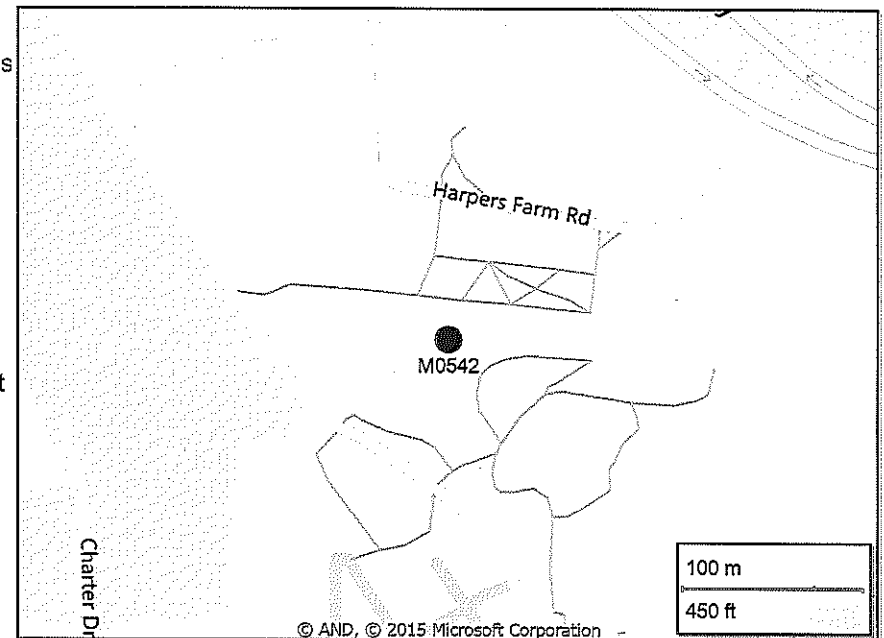 s
Harpers Farm Rd
M0542
t
Charter Dr
100 m
450 ft
© AND, © 2015 Microsoft Corporation